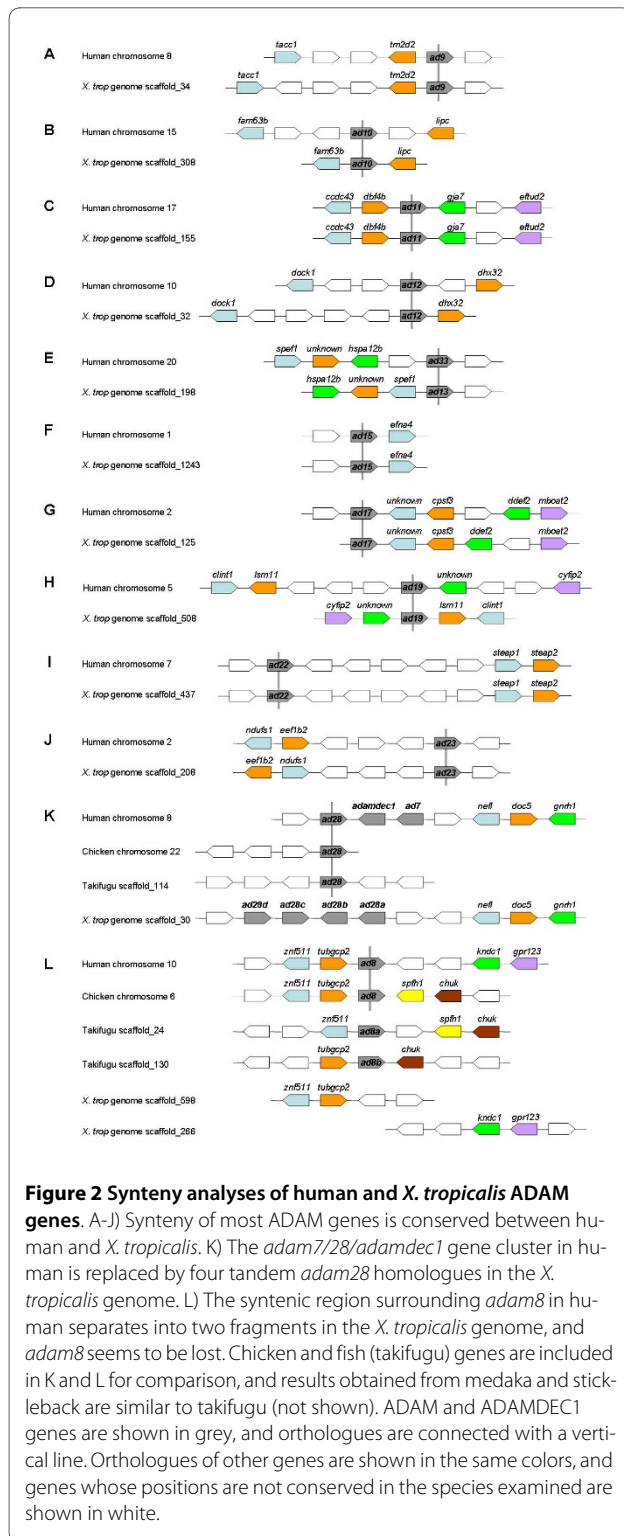 A
tacc1 tm2d2
Human chromosome 8 ad9
tacc1 tm2d2
X. trop genome scaffold_34 ad9
B
fam63b lipc
Human chromosome 15 ad10
fam63b lipc
X. trop genome scaffold_308 ad10
C
ccdc43 dbf4b gja7 eftud2
Human chromosome 17 ad11
ccdc43 dbf4b gja7 eftud2
X. trop genome scaffold_155 ad11
D
dock1 dhx32
Human chromosome 10 ad12
dock1 dhx32
X. trop genome scaffold_32 ad12
E
spef1 unknown hspa12b
Human chromosome 20 ad33
hspa12b unknown spef1
X. trop genome scaffold_198 ad13
F
efna4
Human chromosome 1 ad15
efna4
X. trop genome scaffold_1243 ad15
G
unknown cpsf3 ddef2 mboat2
Human chromosome 2 ad17
unknown cpsf3 ddef2 mboat2
X. trop genome scaffold_125 ad17
H
clint1 lsm11 unknown cyfip2
Human chromosome 5 ad19
cyfip2 unknown lsm11 clint1
X. trop genome scaffold_508 ad19
I
steap1 steap2
Human chromosome 7 ad22
steap1 steap2
X. trop genome scaffold_437 ad22
J
ndufs1 eef1b2
Human chromosome 2 ad23
eef1b2 ndufs1
X. trop genome scaffold_206 ad23
K
adamdec1 ad7 nefl doc5 gnrh1
Human chromosome 8 ad28
Chicken chromosome 22 ad28
Takifugu scaffold_114 ad28
ad28d ad28c ad28b ad28a nefl doc5 gnrh1
X. trop genome scaffold_30
L
znf511 tubgcp2 kndc1 gpr123
Human chromosome 10 ad8
znf511 tubgcp2 spfh1 chuk
Chicken chromosome 6 ad8
znf511 spfh1 chuk
Takifugu scaffold_24 ad8a
tubgcp2 chuk
Takifugu scaffold_130 ad8b
znf511 tubgcp2
X. trop genome scaffold_598
kndc1 gpr123
X. trop genome scaffold_266
Figure 2 Synteny analyses of human and X. tropicalis ADAM
genes. A-J) Synteny of most ADAM genes is conserved between hu-
man and X. tropicalis. K) The adam7/28/adamdec1 gene cluster in hu-
man is replaced by four tandem adam28 homologues in the X.
tropicalis genome. L) The syntenic region surrounding adam8 in hu-
man separates into two fragments in the X. tropicalis genome, and
adam8 seems to be lost. Chicken and fish (takifugu) genes are included
in K and L for comparison, and results obtained from medaka and stick-
leback are similar to takifugu (not shown). ADAM and ADAMDEC1
genes are shown in grey, and orthologues are connected with a verti-
cal line. Orthologues of other genes are shown in the same colors, and
genes whose positions are not conserved in the species examined are
shown in white.